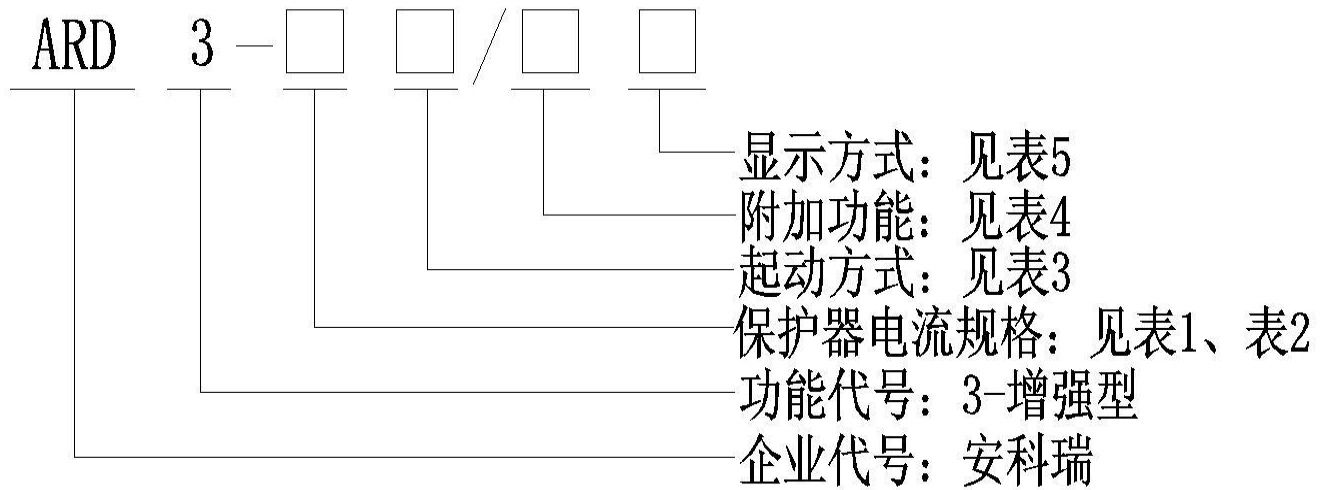 ARD 3-□ □/□ □
显示方式：见表5
附加功能：见表4
起动方式：见表3
保护器电流规格：见表1、表2
功能代号：3-增强型
企业代号：安科瑞